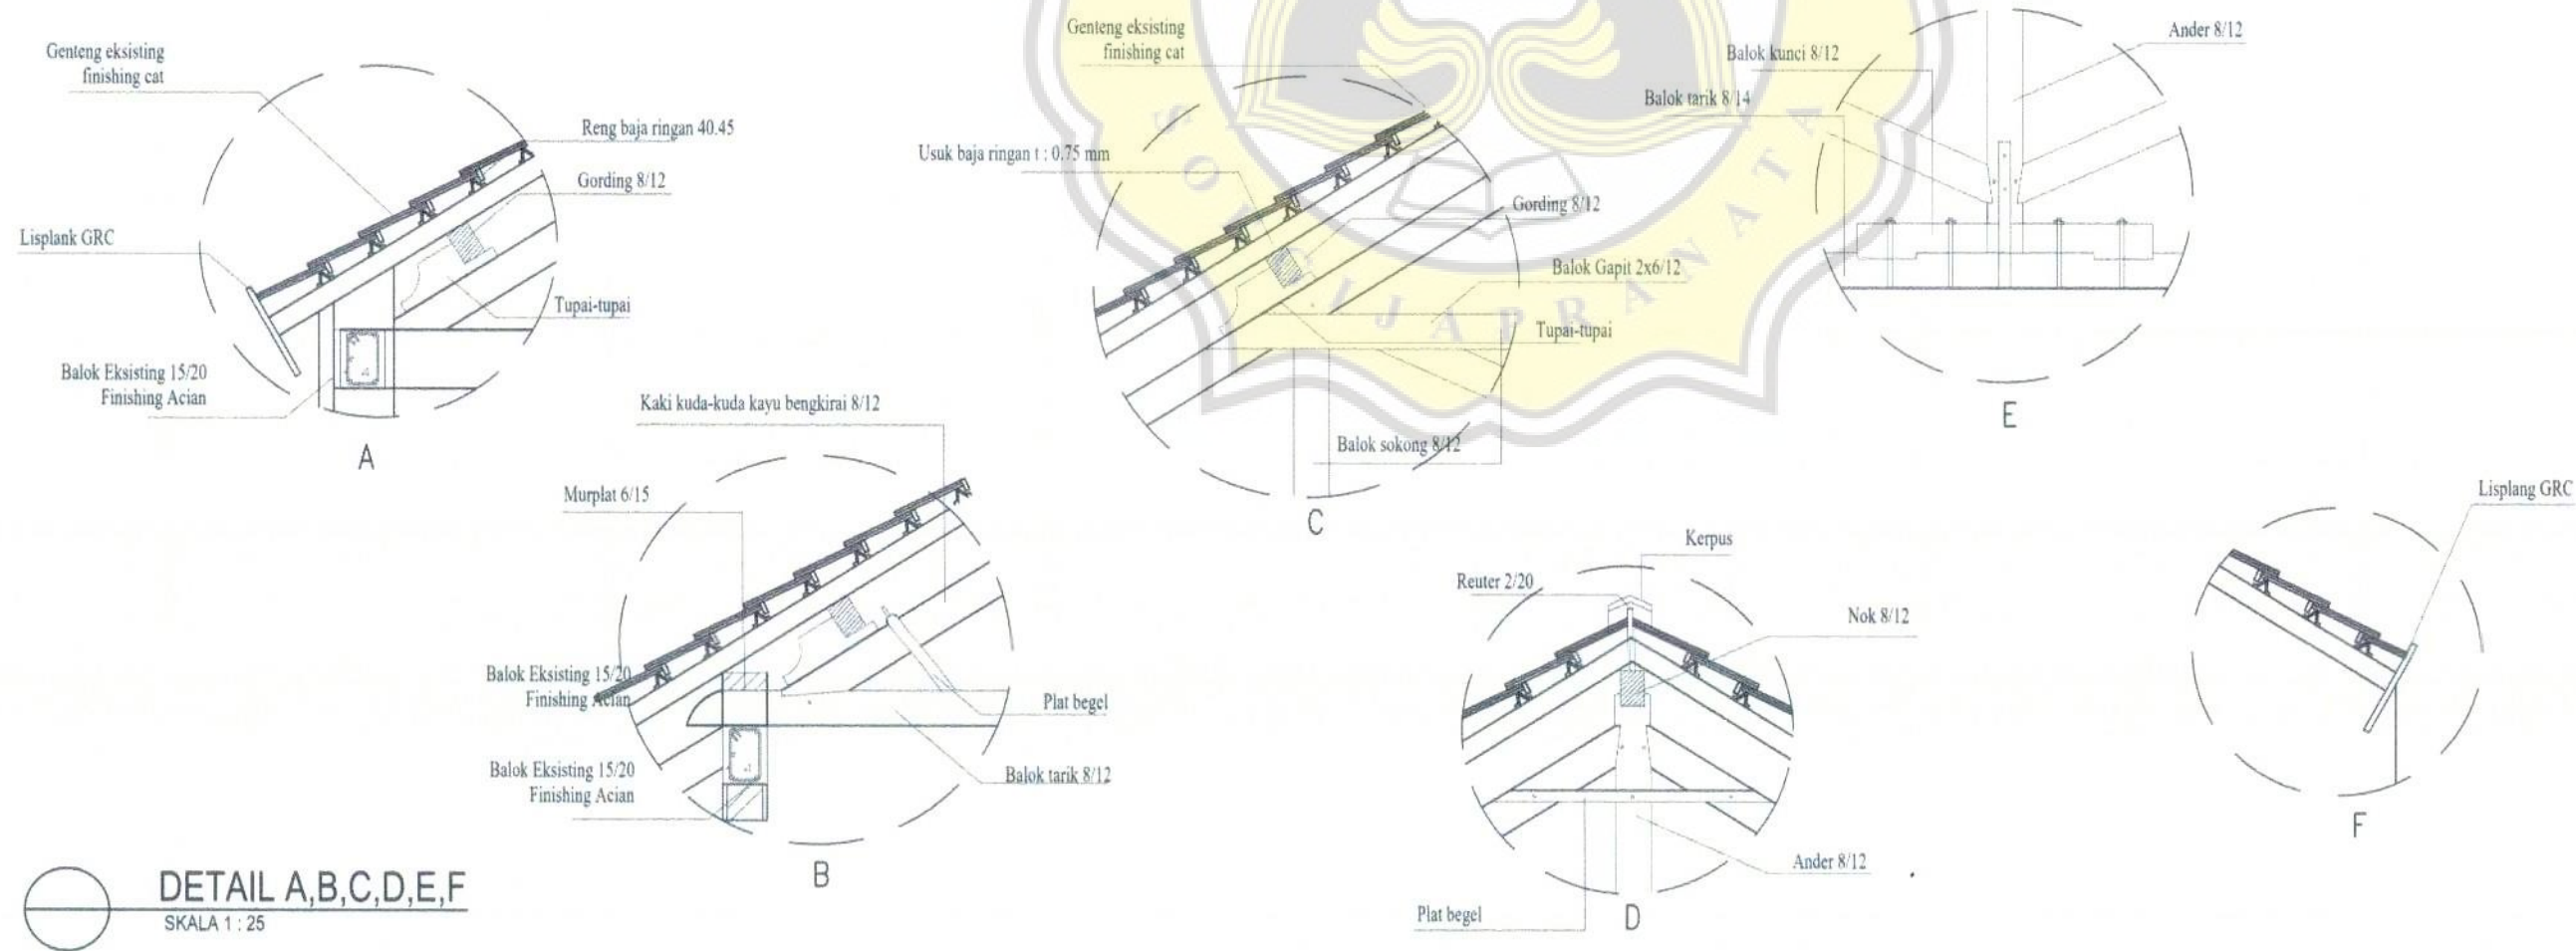 Genteng eksisting
finishing cat
Reng baja ringan 40.45
Gording 8/12
Lisplank GRC
Tupai-tupai
Balok Eksisting 15/20
Finishing Acian
A
Kaki kuda-kuda kayu bengkirai 8/12
Murplat 6/15
Balok Eksisting 15/20
Finishing Acian
Plat begel
Balok Eksisting 15/20
Finishing Acian
Balok tarik 8/12
B
Genteng eksisting
finishing cat
Usuk baja ringan t : 0.75 mm
Gording 8/12
Balok Gapit 2x6/12
Tupai-tupai
Balok sokong 8/12
C
Kerpus
Reuter 2/20
Nok 8/12
Ander 8/12
Plat begel
D
Ander 8/12
Balok kunci 8/12
Balok tarik 8/14
E
Lisplang GRC
F
DETAIL A,B,C,D,E,F
SKALA 1 : 25
SOEGIJAPRANATA